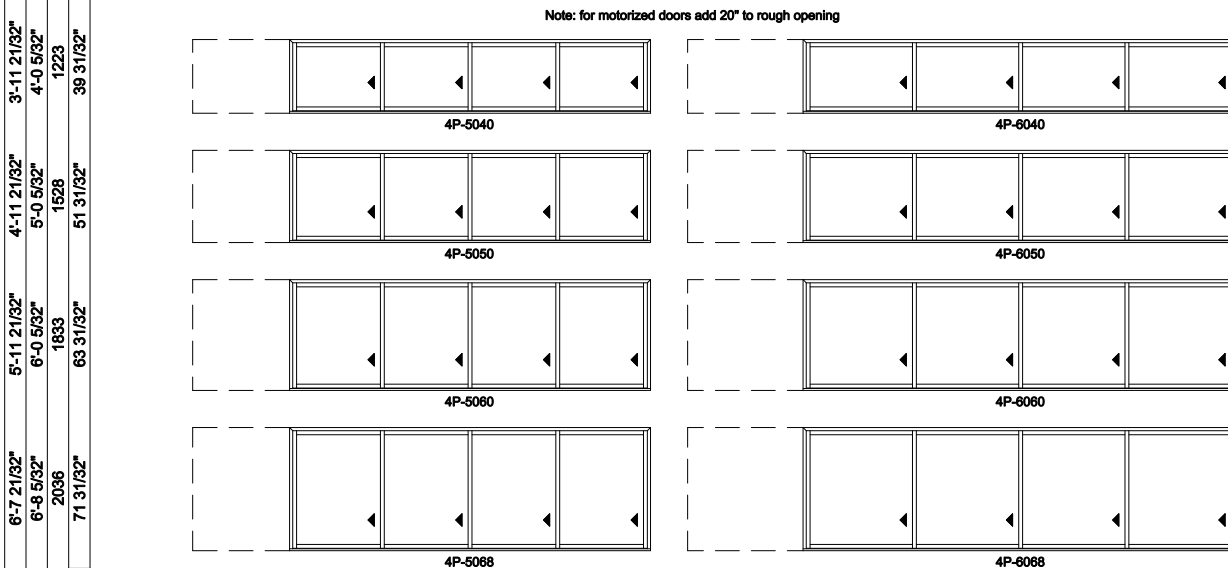 Note: for motorized doors add 20" to rough opening
3'-11 21/32"
4'-0 5/32"
1223
39 31/32"
4P-5040
4P-6040
4'-11 21/32"
5'-0 5/32"
1528
51 31/32"
4P-5050
4P-6050
5'-11 21/32"
6'-0 5/32"
1833
63 31/32"
4P-5060
4P-6060
6'-7 21/32"
6'-8 5/32"
2036
71 31/32"
4P-5068
4P-6068